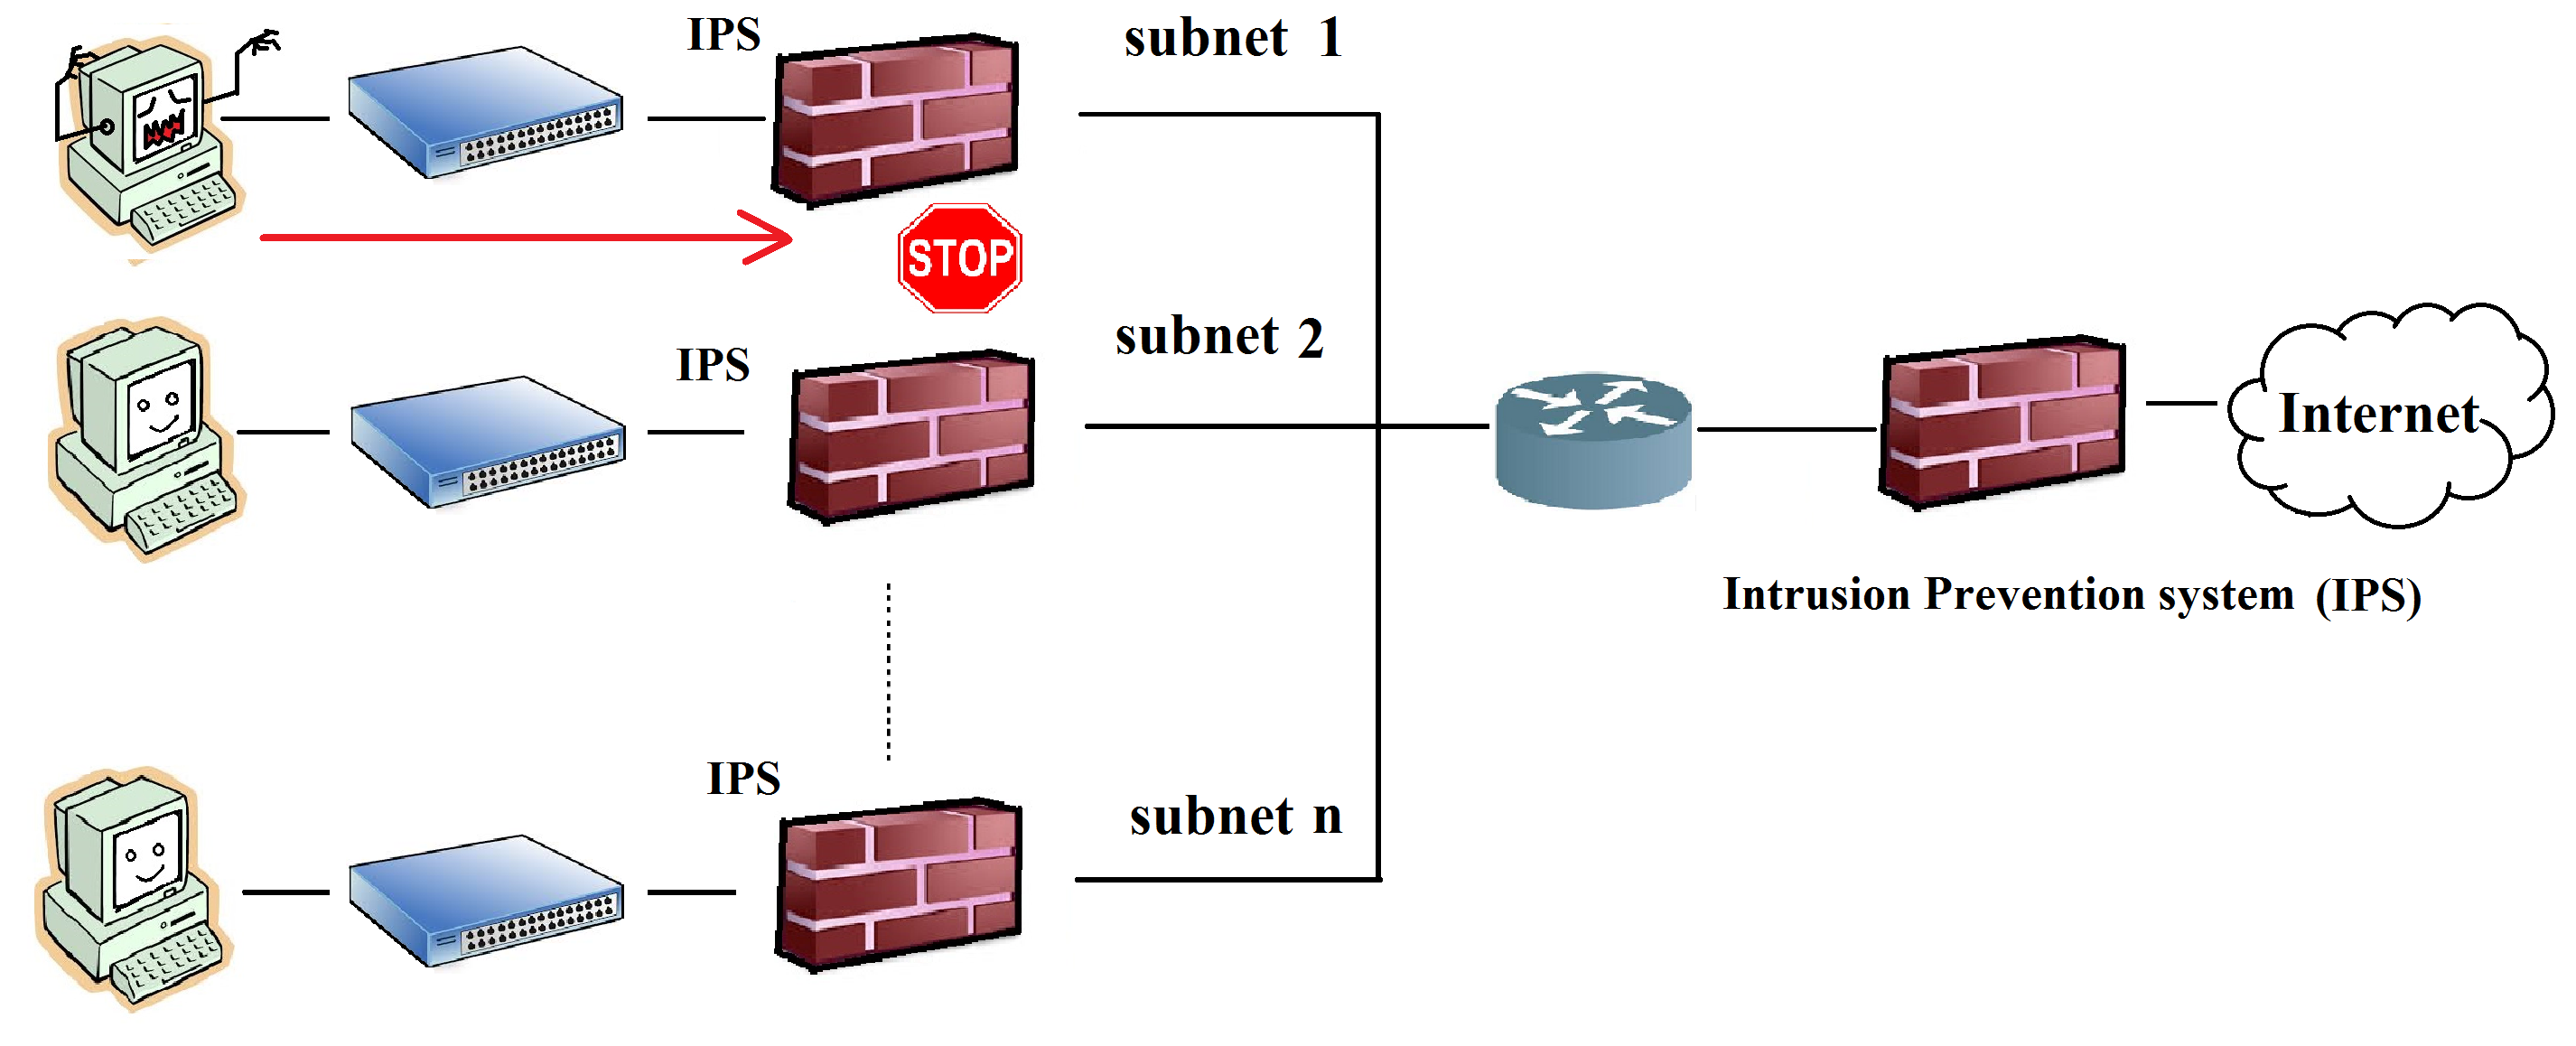 IPS
subnet 1
STOP
IPS
subnet 2
Internet
Intrusion Prevention system (IPS)
IPS
subnet n